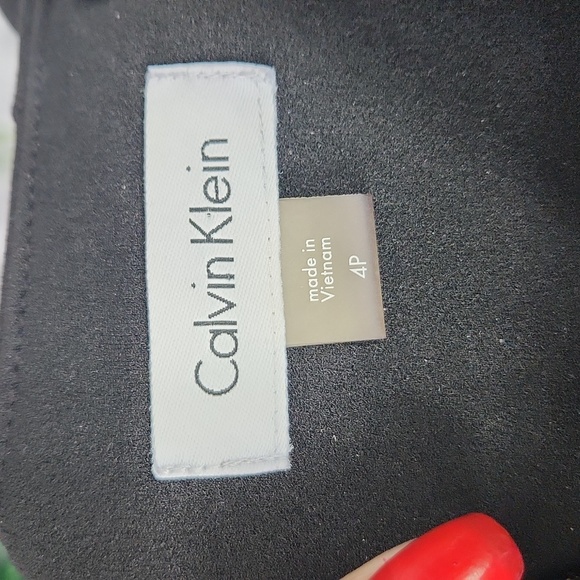 Calvin Klein
made in
Vietnam
4P